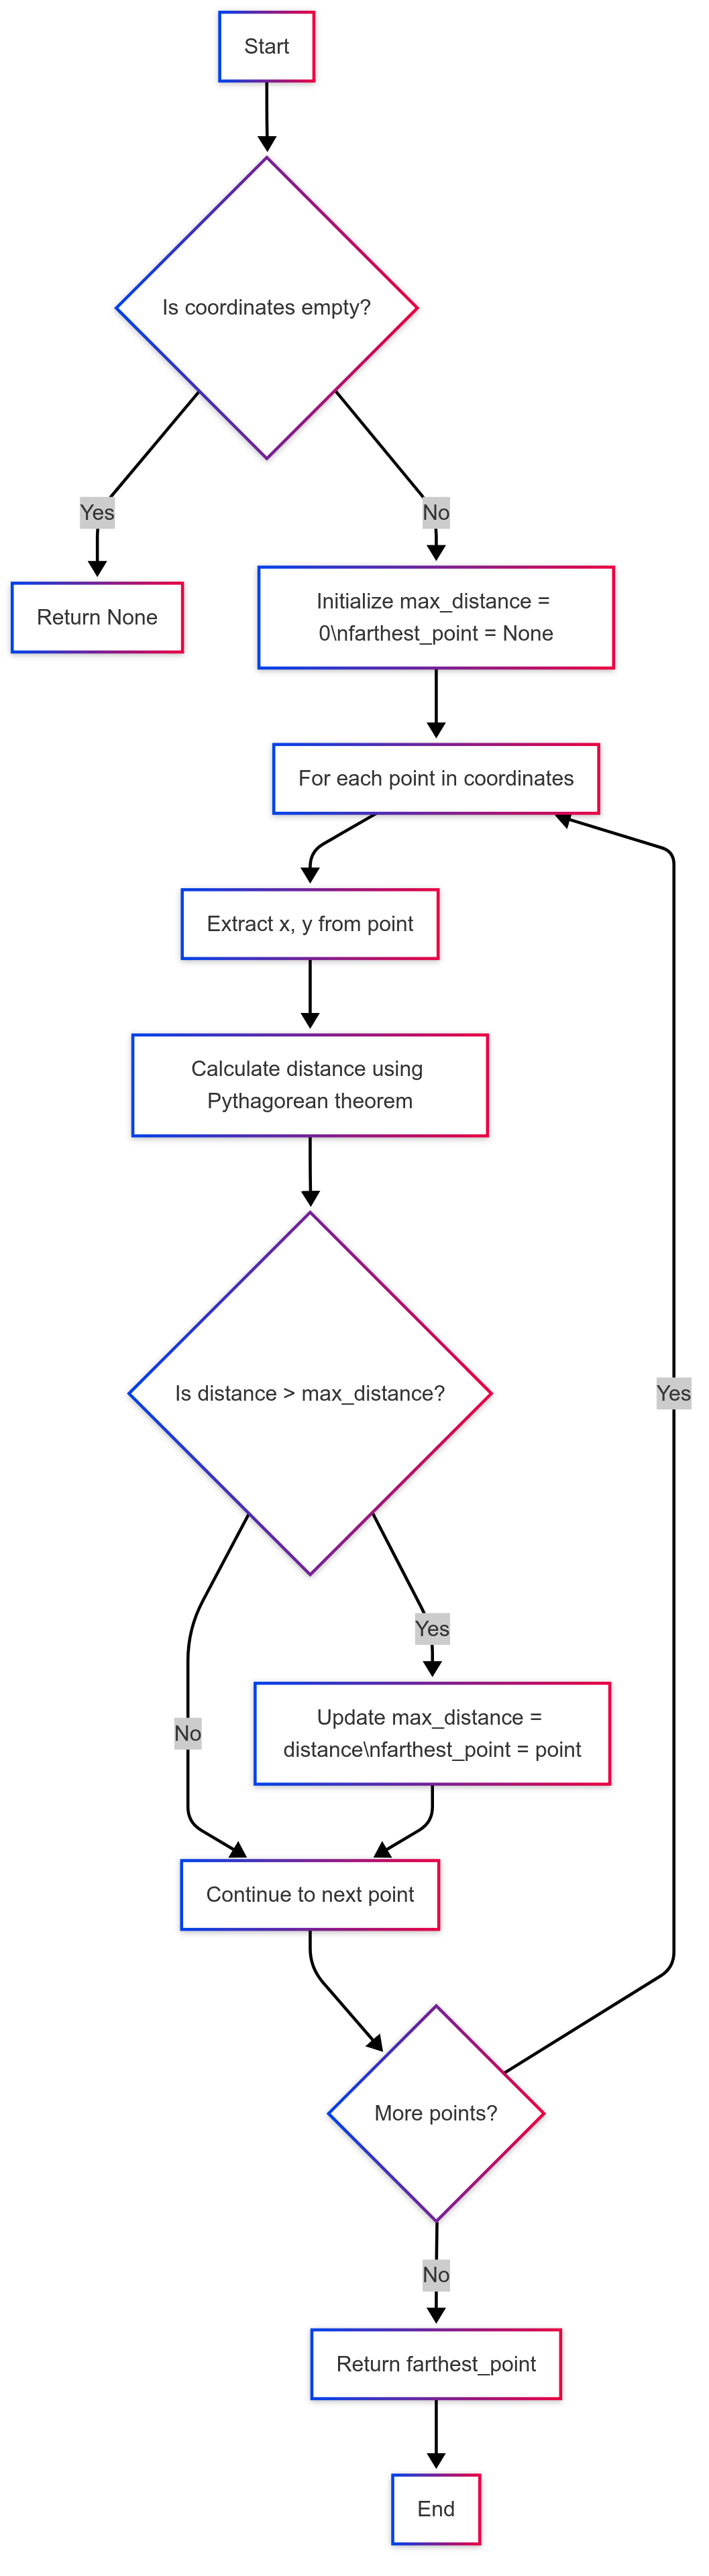 Start
Is coordinates empty?
Yes
No
Return None
Initialize max_distance =
0\nfarthest_point = None
For each point in coordinates
Extract x, y from point
Calculate distance using
Pythagorean theorem
Is distance > max_distance?
Yes
Yes
No
Update max_distance =
distance\nfarthest_point = point
Continue to next point
More points?
No
Return farthest_point
End